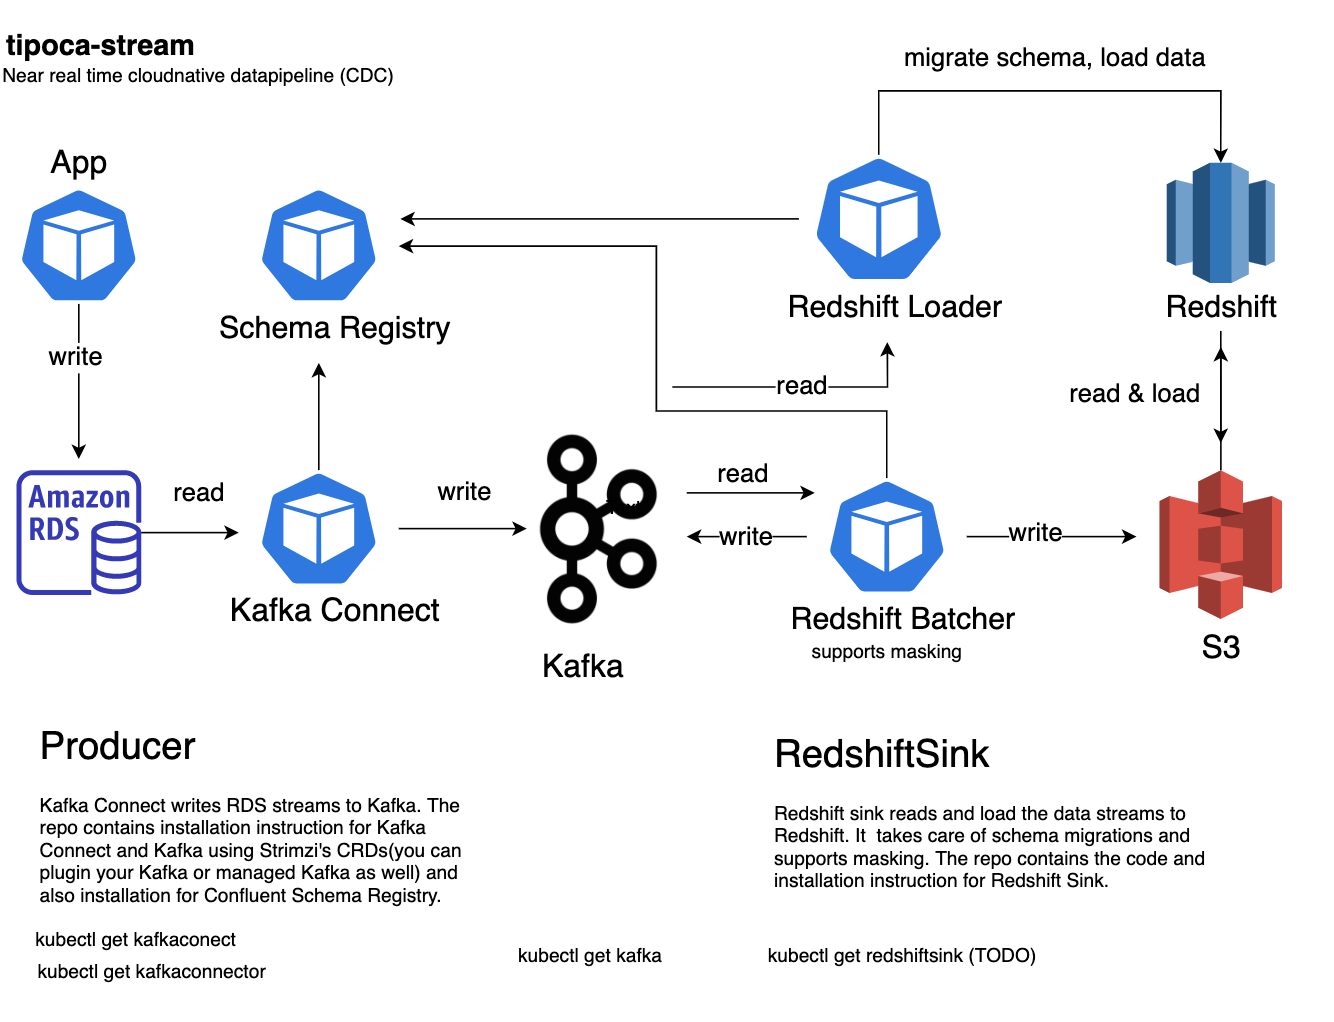 tipoca-stream
Near real time cloudnative datapipeline (CDC)
migrate schema, load data
App
Schema Registry
Redshift Loader
Redshift
write
read
read & load
Amazon
RDS
read
write
read
write
write
Kafka Connect
Kafka
Redshift Batcher
supports masking
S3
Producer
Kafka Connect writes RDS streams to Kafka. The
repo contains installation instruction for Kafka
Connect and Kafka using Strimzi's CRDs(you can
plugin your Kafka or managed Kafka as well) and
also installation for Confluent Schema Registry.
kubectl get kafkaconect
kubectl get kafkaconnector
kubectl get kafka
RedshiftSink
Redshift sink reads and load the data streams to
Redshift. It  takes care of schema migrations and
supports masking. The repo contains the code and
installation instruction for Redshift Sink.
kubectl get redshiftsink (TODO)